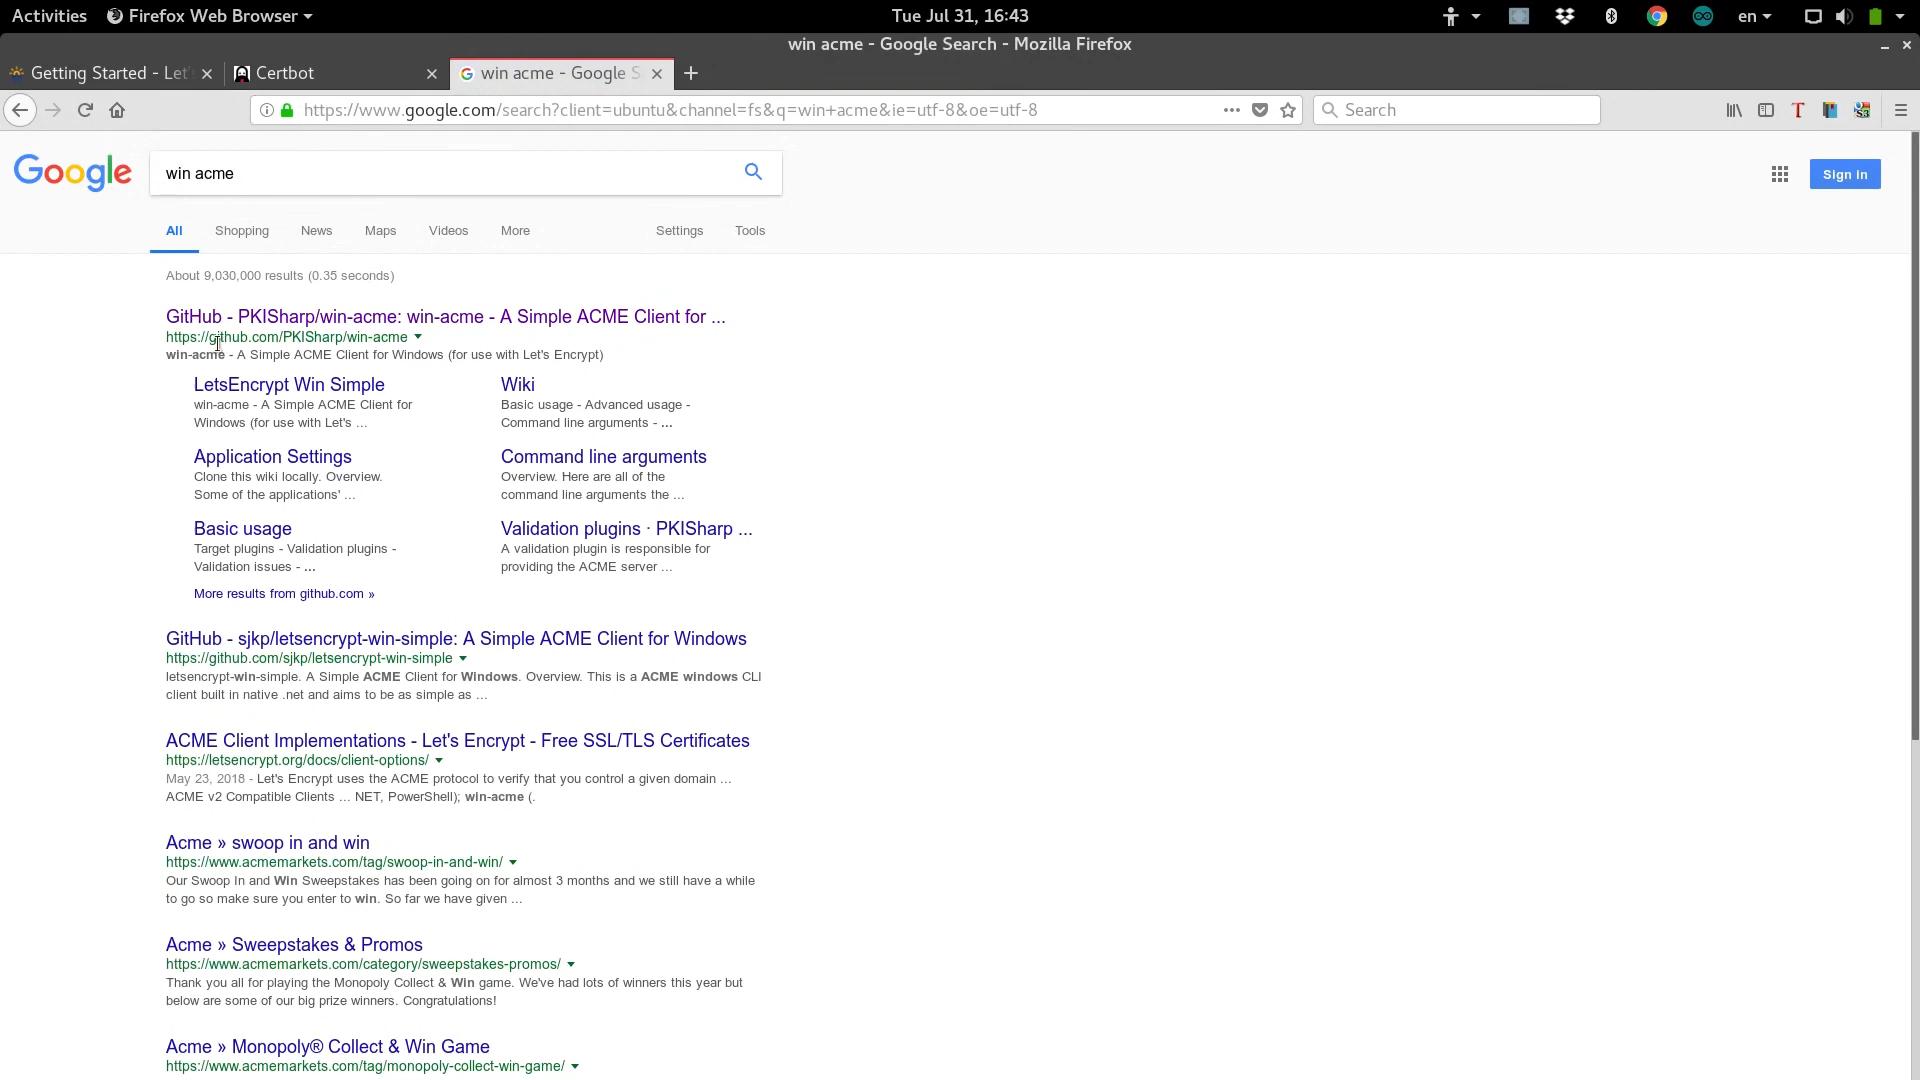 Activities Firefox Web Browser Tue Jul 31, 16:43 en
win acme - Google Search - Mozilla Firefox
Getting Started - Let' Certbot win acme - Google S
https://www.google.com/search?client=ubuntu&channel=fs&q=win+acme&ie=utf-8&oe=utf-8 Search
Google win acme Sign in
All Shopping News Maps Videos More Settings Tools
About 9,030,000 results (0.35 seconds)
GitHub - PKISharp/win-acme: win-acme - A Simple ACME Client for ...
https://github.com/PKISharp/win-acme
win-acme - A Simple ACME Client for Windows (for use with Let's Encrypt)
LetsEncrypt Win Simple
win-acme - A Simple ACME Client for
Windows (for use with Let's ...
Wiki
Basic usage - Advanced usage -
Command line arguments - ...
Application Settings
Clone this wiki locally. Overview.
Some of the applications' ...
Command line arguments
Overview. Here are all of the
command line arguments the ...
Basic usage
Target plugins - Validation plugins -
Validation issues - ...
Validation plugins · PKISharp ...
A validation plugin is responsible for
providing the ACME server ...
More results from github.com »
GitHub - sjkp/letsencrypt-win-simple: A Simple ACME Client for Windows
https://github.com/sjkp/letsencrypt-win-simple
letsencrypt-win-simple. A Simple ACME Client for Windows. Overview. This is a ACME windows CLI
client built in native .net and aims to be as simple as ...
ACME Client Implementations - Let's Encrypt - Free SSL/TLS Certificates
https://letsencrypt.org/docs/client-options/
May 23, 2018 - Let's Encrypt uses the ACME protocol to verify that you control a given domain ...
ACME v2 Compatible Clients ... NET, PowerShell); win-acme (.
Acme » swoop in and win
https://www.acmemarkets.com/tag/swoop-in-and-win/
Our Swoop In and Win Sweepstakes has been going on for almost 3 months and we still have a while
to go so make sure you enter to win. So far we have given ...
Acme » Sweepstakes & Promos
https://www.acmemarkets.com/category/sweepstakes-promos/
Thank you all for playing the Monopoly Collect & Win game. We've had lots of winners this year but
below are some of our big prize winners. Congratulations!
Acme » Monopoly® Collect & Win Game
https://www.acmemarkets.com/tag/monopoly-collect-win-game/